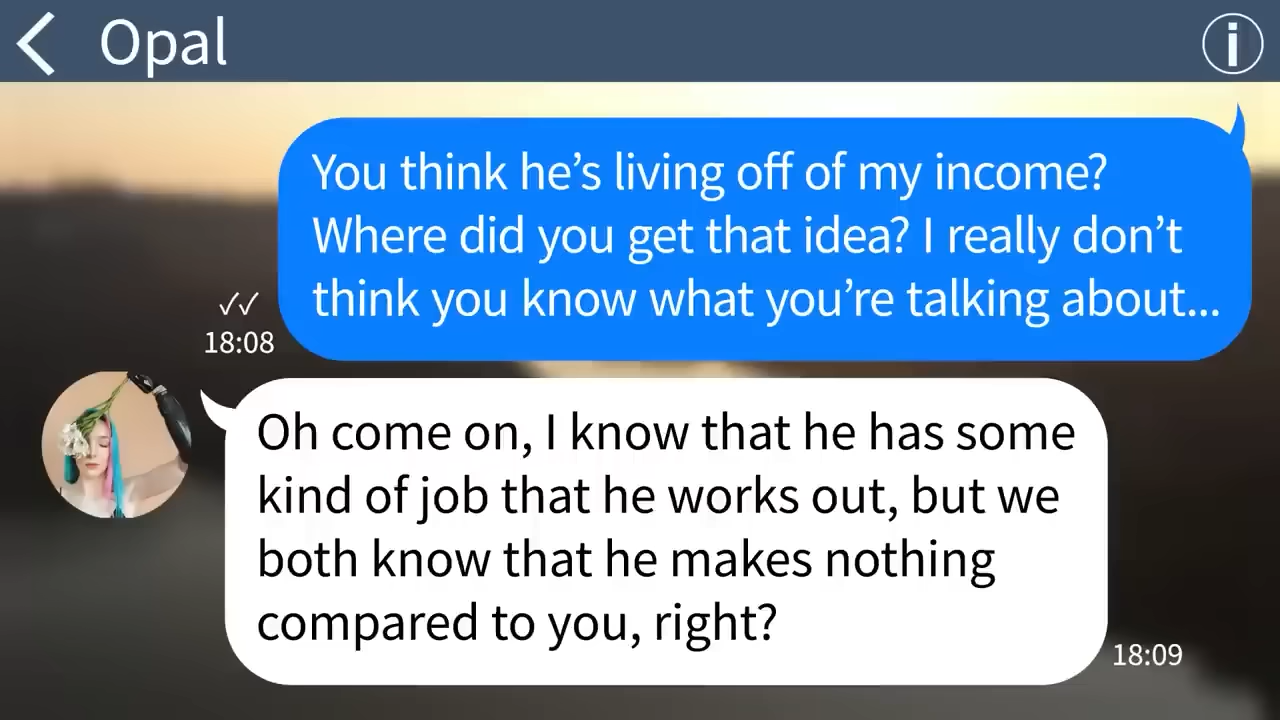 Opal
You think he’s living off of my income?
Where did you get that idea? I really don’t
think you know what you’re talking about...
18:08
Oh come on, I know that he has some
kind of job that he works out, but we
both know that he makes nothing
compared to you, right?
18:09